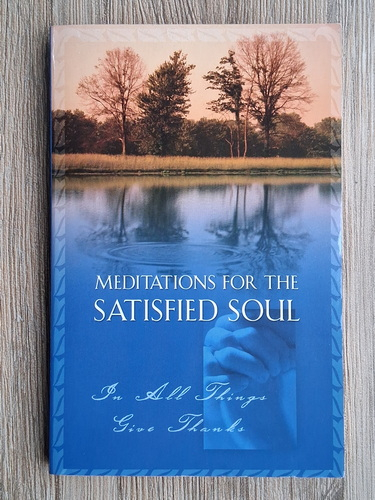 MEDITATIONS FOR THE
SATISFIED SOUL
In All Things
Give Thanks